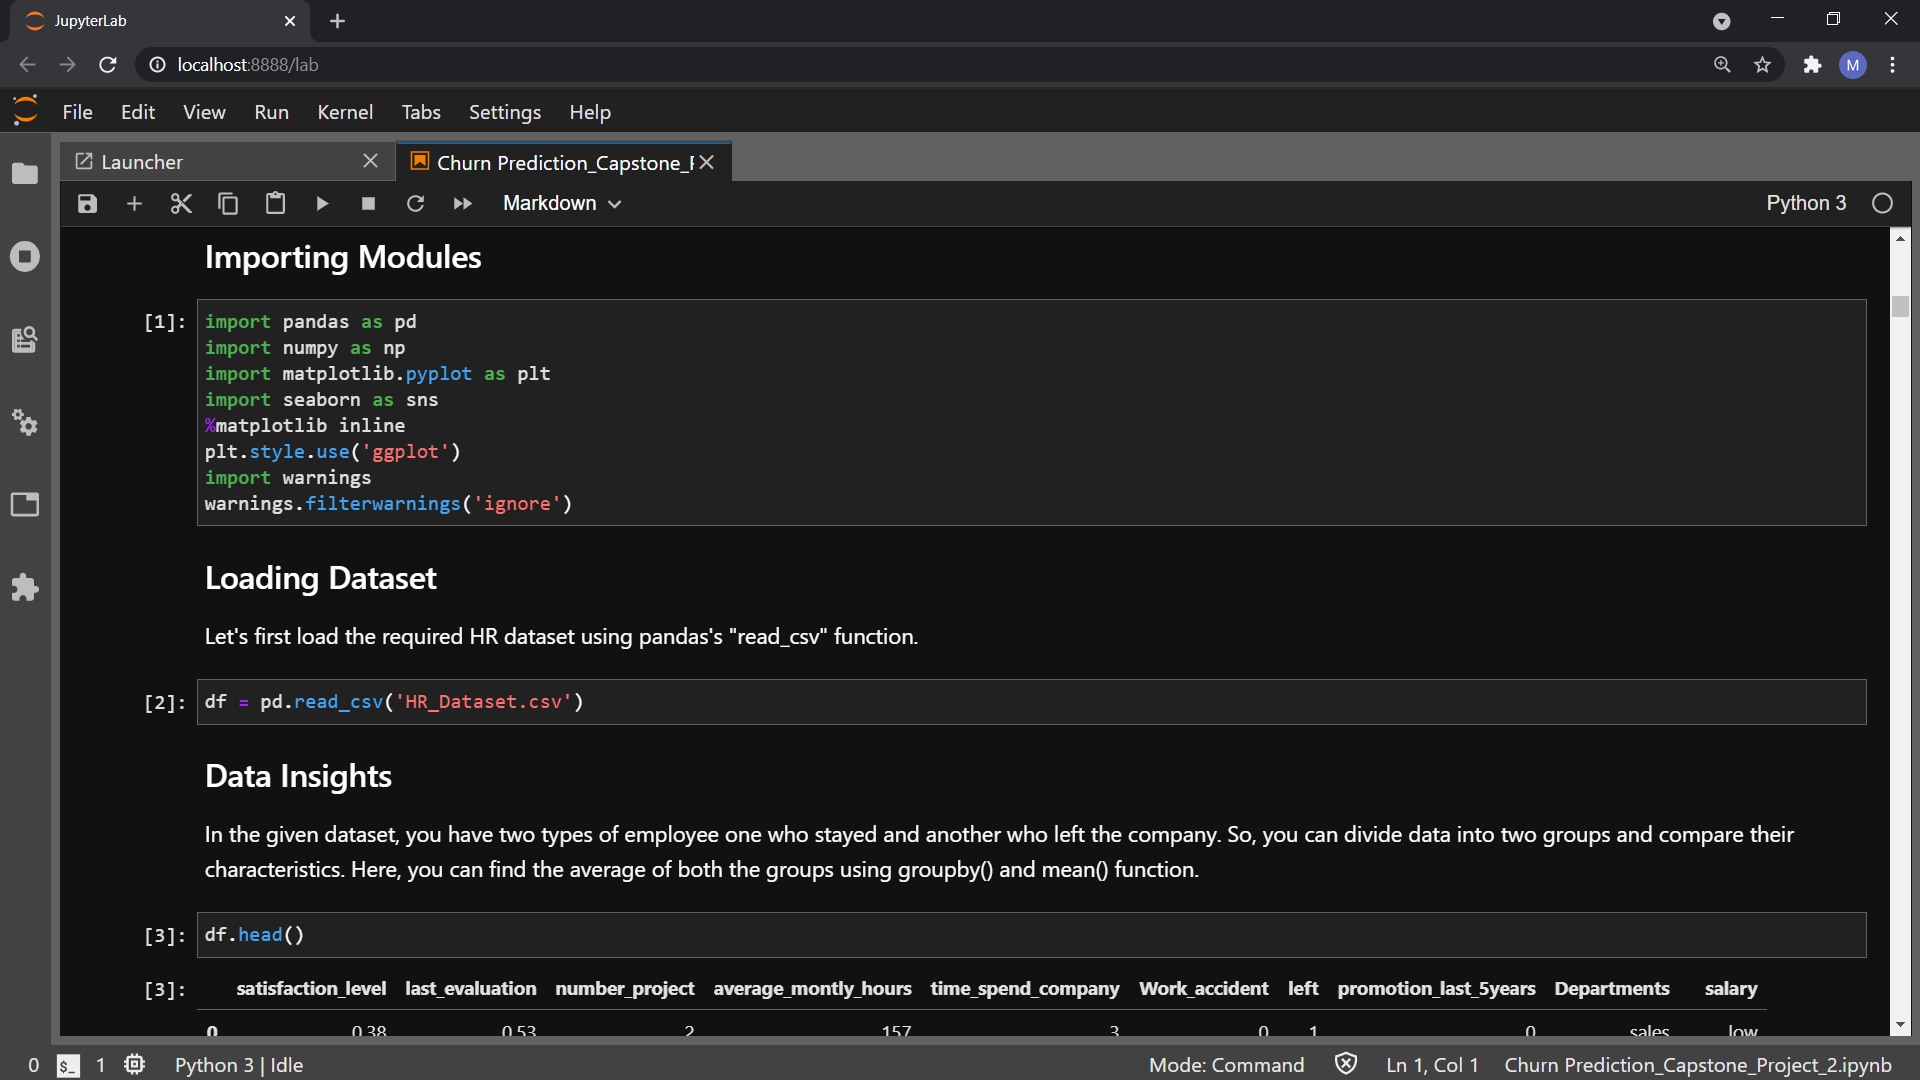 JupyterLab
localhost:8888/lab
M
File Edit View Run Kernel Tabs Settings Help
Launcher
Churn Prediction_Capstone_
Markdown
Python 3
Importing Modules
[1]: import pandas as pd
import numpy as np
import matplotlib.pyplot as plt
import seaborn as sns
%matplotlib inline
plt.style.use('ggplot')
import warnings
warnings.filterwarnings('ignore')
Loading Dataset
Let's first load the required HR dataset using pandas's "read_csv" function.
[2]: df = pd.read_csv('HR_Dataset.csv')
Data Insights
In the given dataset, you have two types of employee one who stayed and another who left the company. So, you can divide data into two groups and compare their
characteristics. Here, you can find the average of both the groups using groupby() and mean() function.
[3]: df.head()
[3]: satisfaction_level last_evaluation number_project average_montly_hours time_spend_company Work_accident left promotion_last_5years Departments salary
0 0.38 0.53 2 157 3 0 1 0 sales low
0 $_ 1 Python 3 | Idle Mode: Command Ln 1, Col 1 Churn Prediction_Capstone_Project_2.ipynb